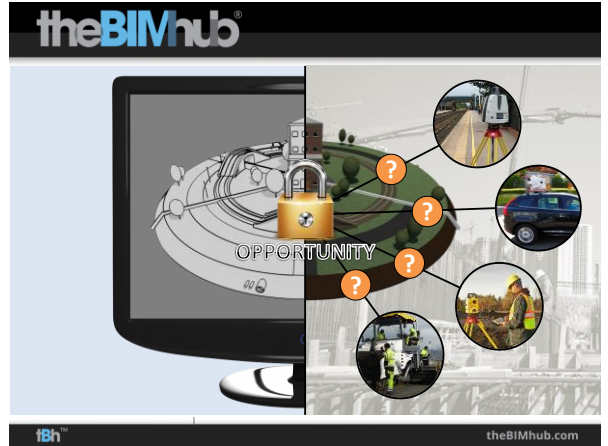 theBIMhub®
?
?
OPPORTUNITY
?
?
tBh™
theBIMhub.com